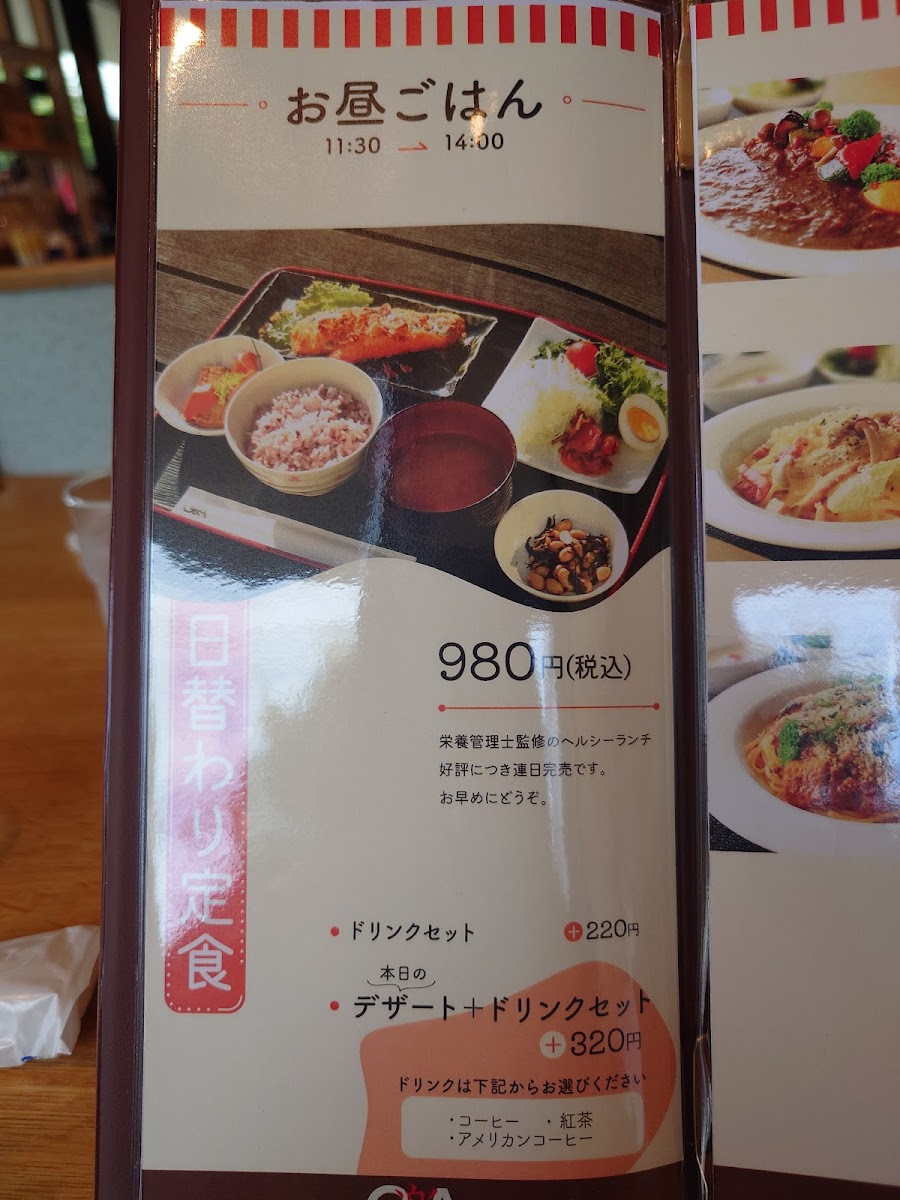 お昼ごはん
11:30 → 14:00
日替わり定食
980円(税込)
栄養管理士監修のヘルシーランチ
好評につき連日完売です。
お早めにどうぞ。
• ドリンクセット ＋220円
本日の
• デザート＋ドリンクセット
＋320円
ドリンクは下記からお選びください
・コーヒー ・紅茶
・アメリカンコーヒー